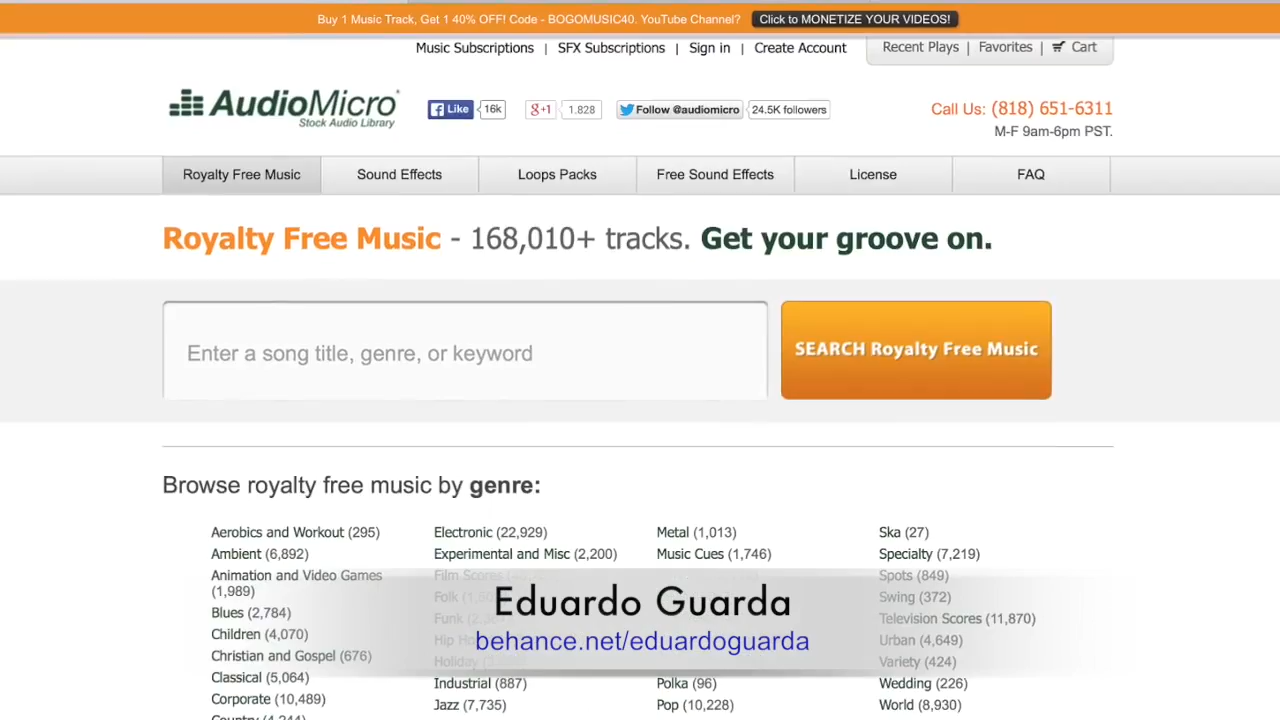 Buy 1 Music Track, Get 1 40% OFF! Code - BOGOMUSIC40. YouTube Channel? Click to MONETIZE YOUR VIDEOS!
Music Subscriptions | SFX Subscriptions | Sign in | Create Account Recent Plays | Favorites | Cart
AudioMicro
Stock Audio Library
Like 16k g+1 1,828 Follow @audiomicro 24.5K followers
Call Us: (818) 651-6311
M-F 9am-6pm PST.
Royalty Free Music Sound Effects Loops Packs Free Sound Effects License FAQ
Royalty Free Music - 168,010+ tracks. Get your groove on.
Enter a song title, genre, or keyword
SEARCH Royalty Free Music
Browse royalty free music by genre:
Aerobics and Workout (295)
Ambient (6,892)
Animation and Video Games
(1,989)
Blues (2,784)
Children (4,070)
Christian and Gospel (676)
Classical (5,064)
Corporate (10,489)
Electronic (22,929)
Experimental and Misc (2,200)
Film Scores
Folk
Funk
Hip
Holiday
Industrial (887)
Jazz (7,735)
Metal (1,013)
Music Cues (1,746)
Polka (96)
Pop (10,228)
Ska (27)
Specialty (7,219)
Spots (849)
Swing (372)
Television Scores (11,870)
Urban (4,649)
Variety (424)
Wedding (226)
World (8,930)
Eduardo Guarda
behance.net/eduardoguarda